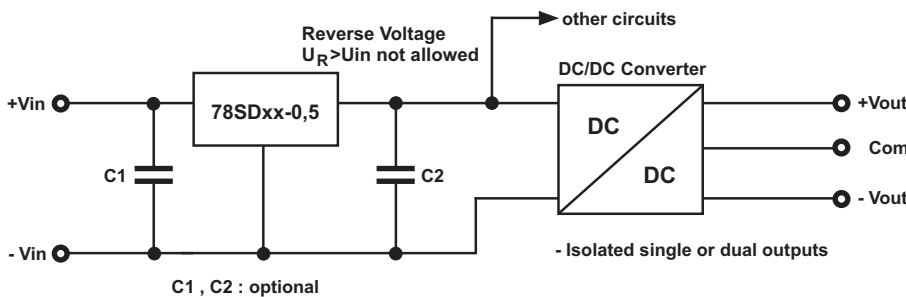 other circuits
Reverse Voltage
UR>Uin not allowed
DC/DC Converter
+Vin
78SDxx-0,5
+Vout
DC
Com
C1
C2
DC
- Vout
- Vin
- Isolated single or dual outputs
C1 , C2 : optional